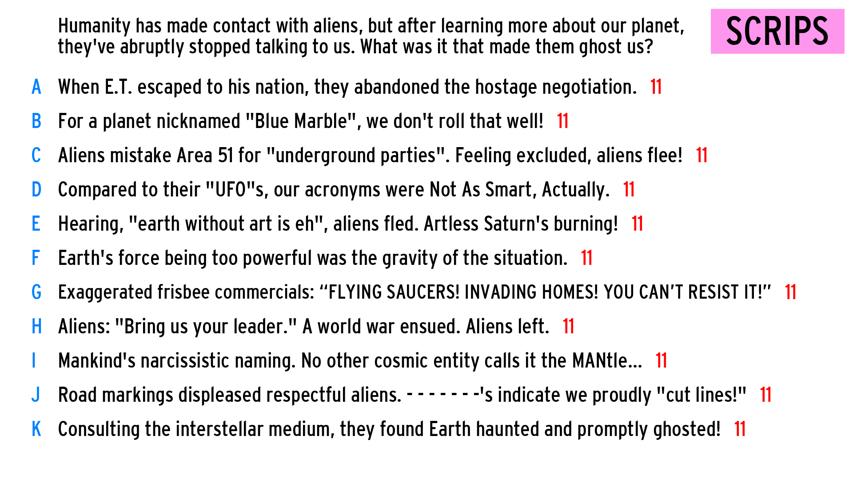 Humanity has made contact with aliens, but after learning more about our planet,
they've abruptly stopped talking to us. What was it that made them ghost us?
SCRIPS
A When E.T. escaped to his nation, they abandoned the hostage negotiation. 11
B For a planet nicknamed "Blue Marble", we don't roll that well! 11
C Aliens mistake Area 51 for "underground parties". Feeling excluded, aliens flee! 11
D Compared to their "UFO"s, our acronyms were Not As Smart, Actually. 11
E Hearing, "earth without art is eh", aliens fled. Artless Saturn's burning! 11
F Earth's force being too powerful was the gravity of the situation. 11
G Exaggerated frisbee commercials: “FLYING SAUCERS! INVADING HOMES! YOU CAN’T RESIST IT!” 11
H Aliens: "Bring us your leader." A world war ensued. Aliens left. 11
I Mankind's narcissistic naming. No other cosmic entity calls it the MANtle... 11
J Road markings displeased respectful aliens. - - - - - - -'s indicate we proudly "cut lines!" 11
K Consulting the interstellar medium, they found Earth haunted and promptly ghosted! 11